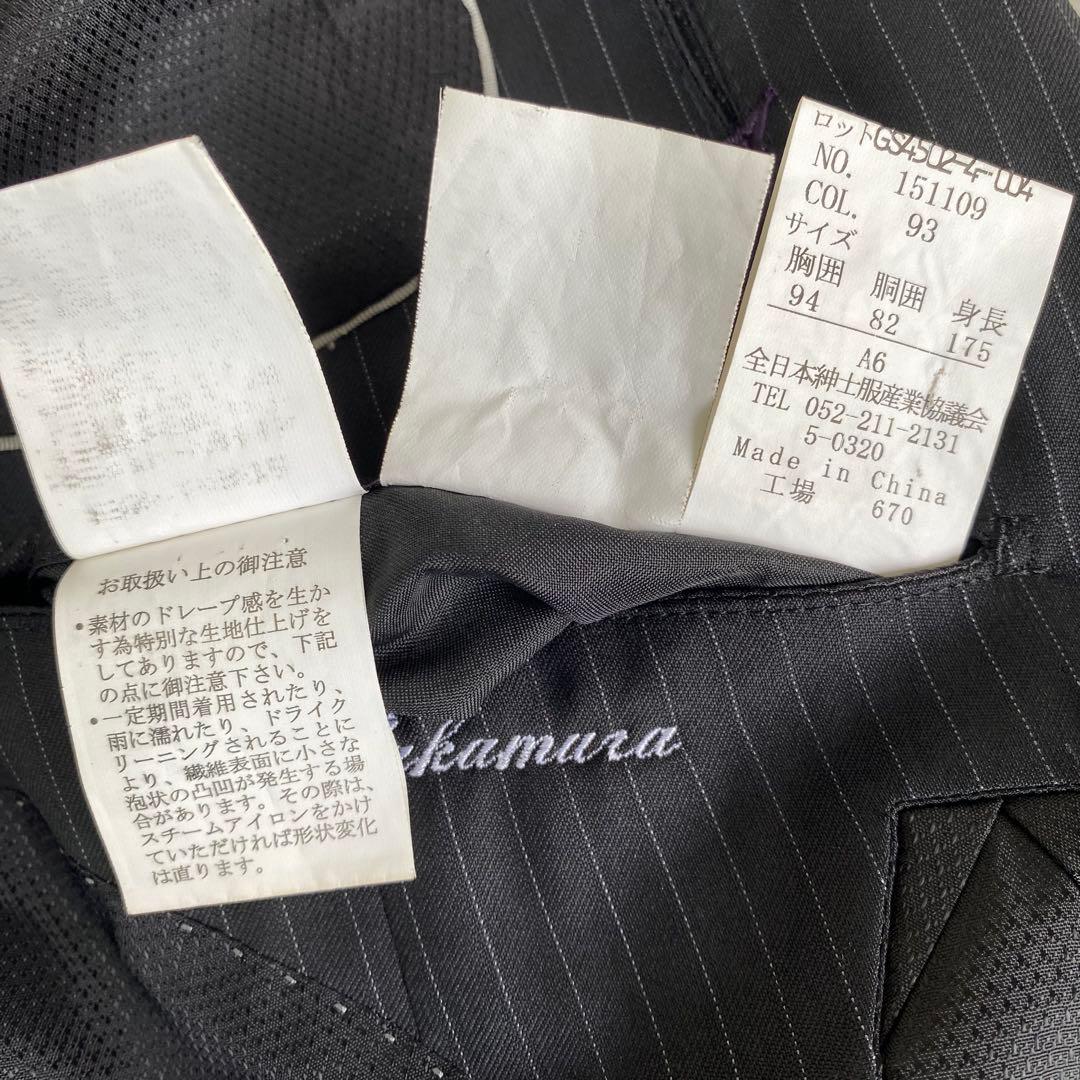 ロットGS4502-4F-004
NO. 151109
COL. 93
サイズ
胸囲 胴囲 身長
94 82 175
A6
全日本紳士服産業協議会
TEL 052-211-2131
5-0320
Made in China
工場 670
お取扱い上の御注意
•素材のドレープ感を生か
す為特別な生地仕上げを
してありますので、下記
の点に御注意下さい。
•一定期間着用されたり、
雨に濡れたり、ドライク
リーニングされることに
より、繊維表面に小さな
泡状の凸凹が発生する場
合があります。その際は、
スチームアイロンをかけ
ていただければ形状変化
は直ります。
kamura